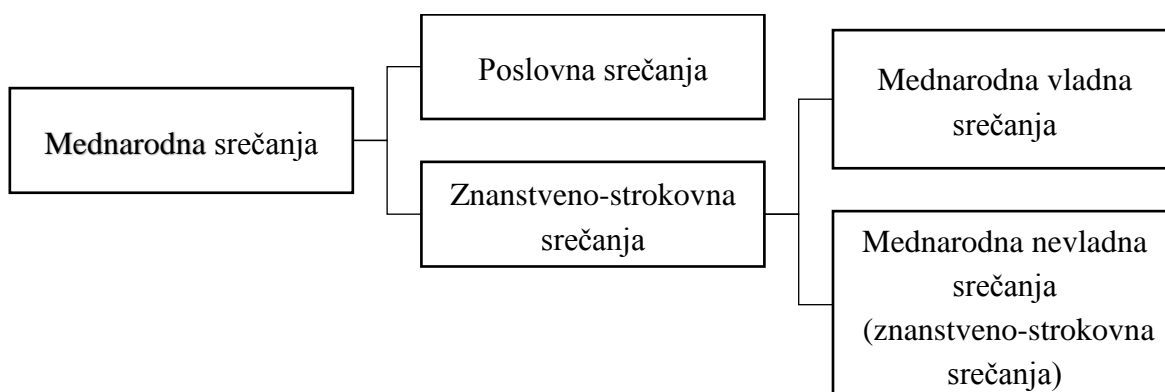 Mednarodna srečanja
Poslovna srečanja
Znanstveno-strokovna
srečanja
Mednarodna vladna
srečanja
Mednarodna nevladna
srečanja
(znanstveno-strokovna
srečanja)